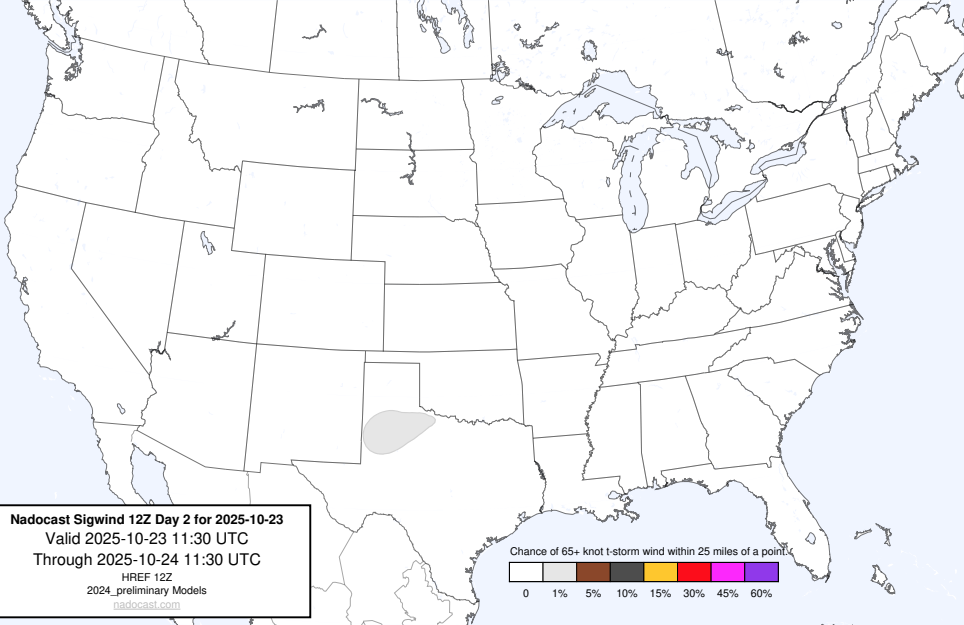 Nadocast Sigwind 12Z Day 2 for 2025-10-23
Valid 2025-10-23 11:30 UTC
Through 2025-10-24 11:30 UTC
HREF 12Z
2024_preliminary Models
nadocast.com
Chance of 65+ knot t-storm wind within 25 miles of a point.
0 1% 5% 10% 15% 30% 45% 60%